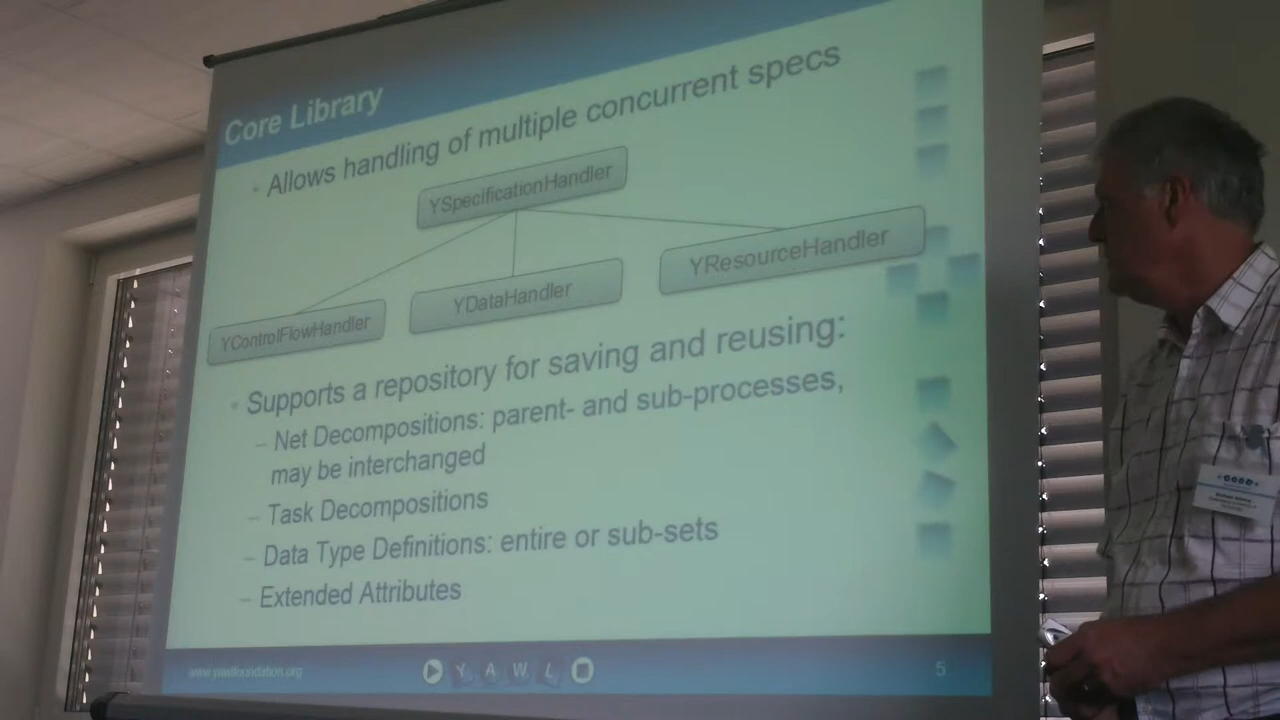 Core Library
• Allows handling of multiple concurrent specs
YSpecificationHandler
YControlFlowHandler
YDataHandler
YResourceHandler
• Supports a repository for saving and reusing:
– Net Decompositions: parent- and sub-processes,
may be interchanged
– Task Decompositions
– Data Type Definitions: entire or sub-sets
– Extended Attributes
www.yawlfoundation.org
Y A W L
5